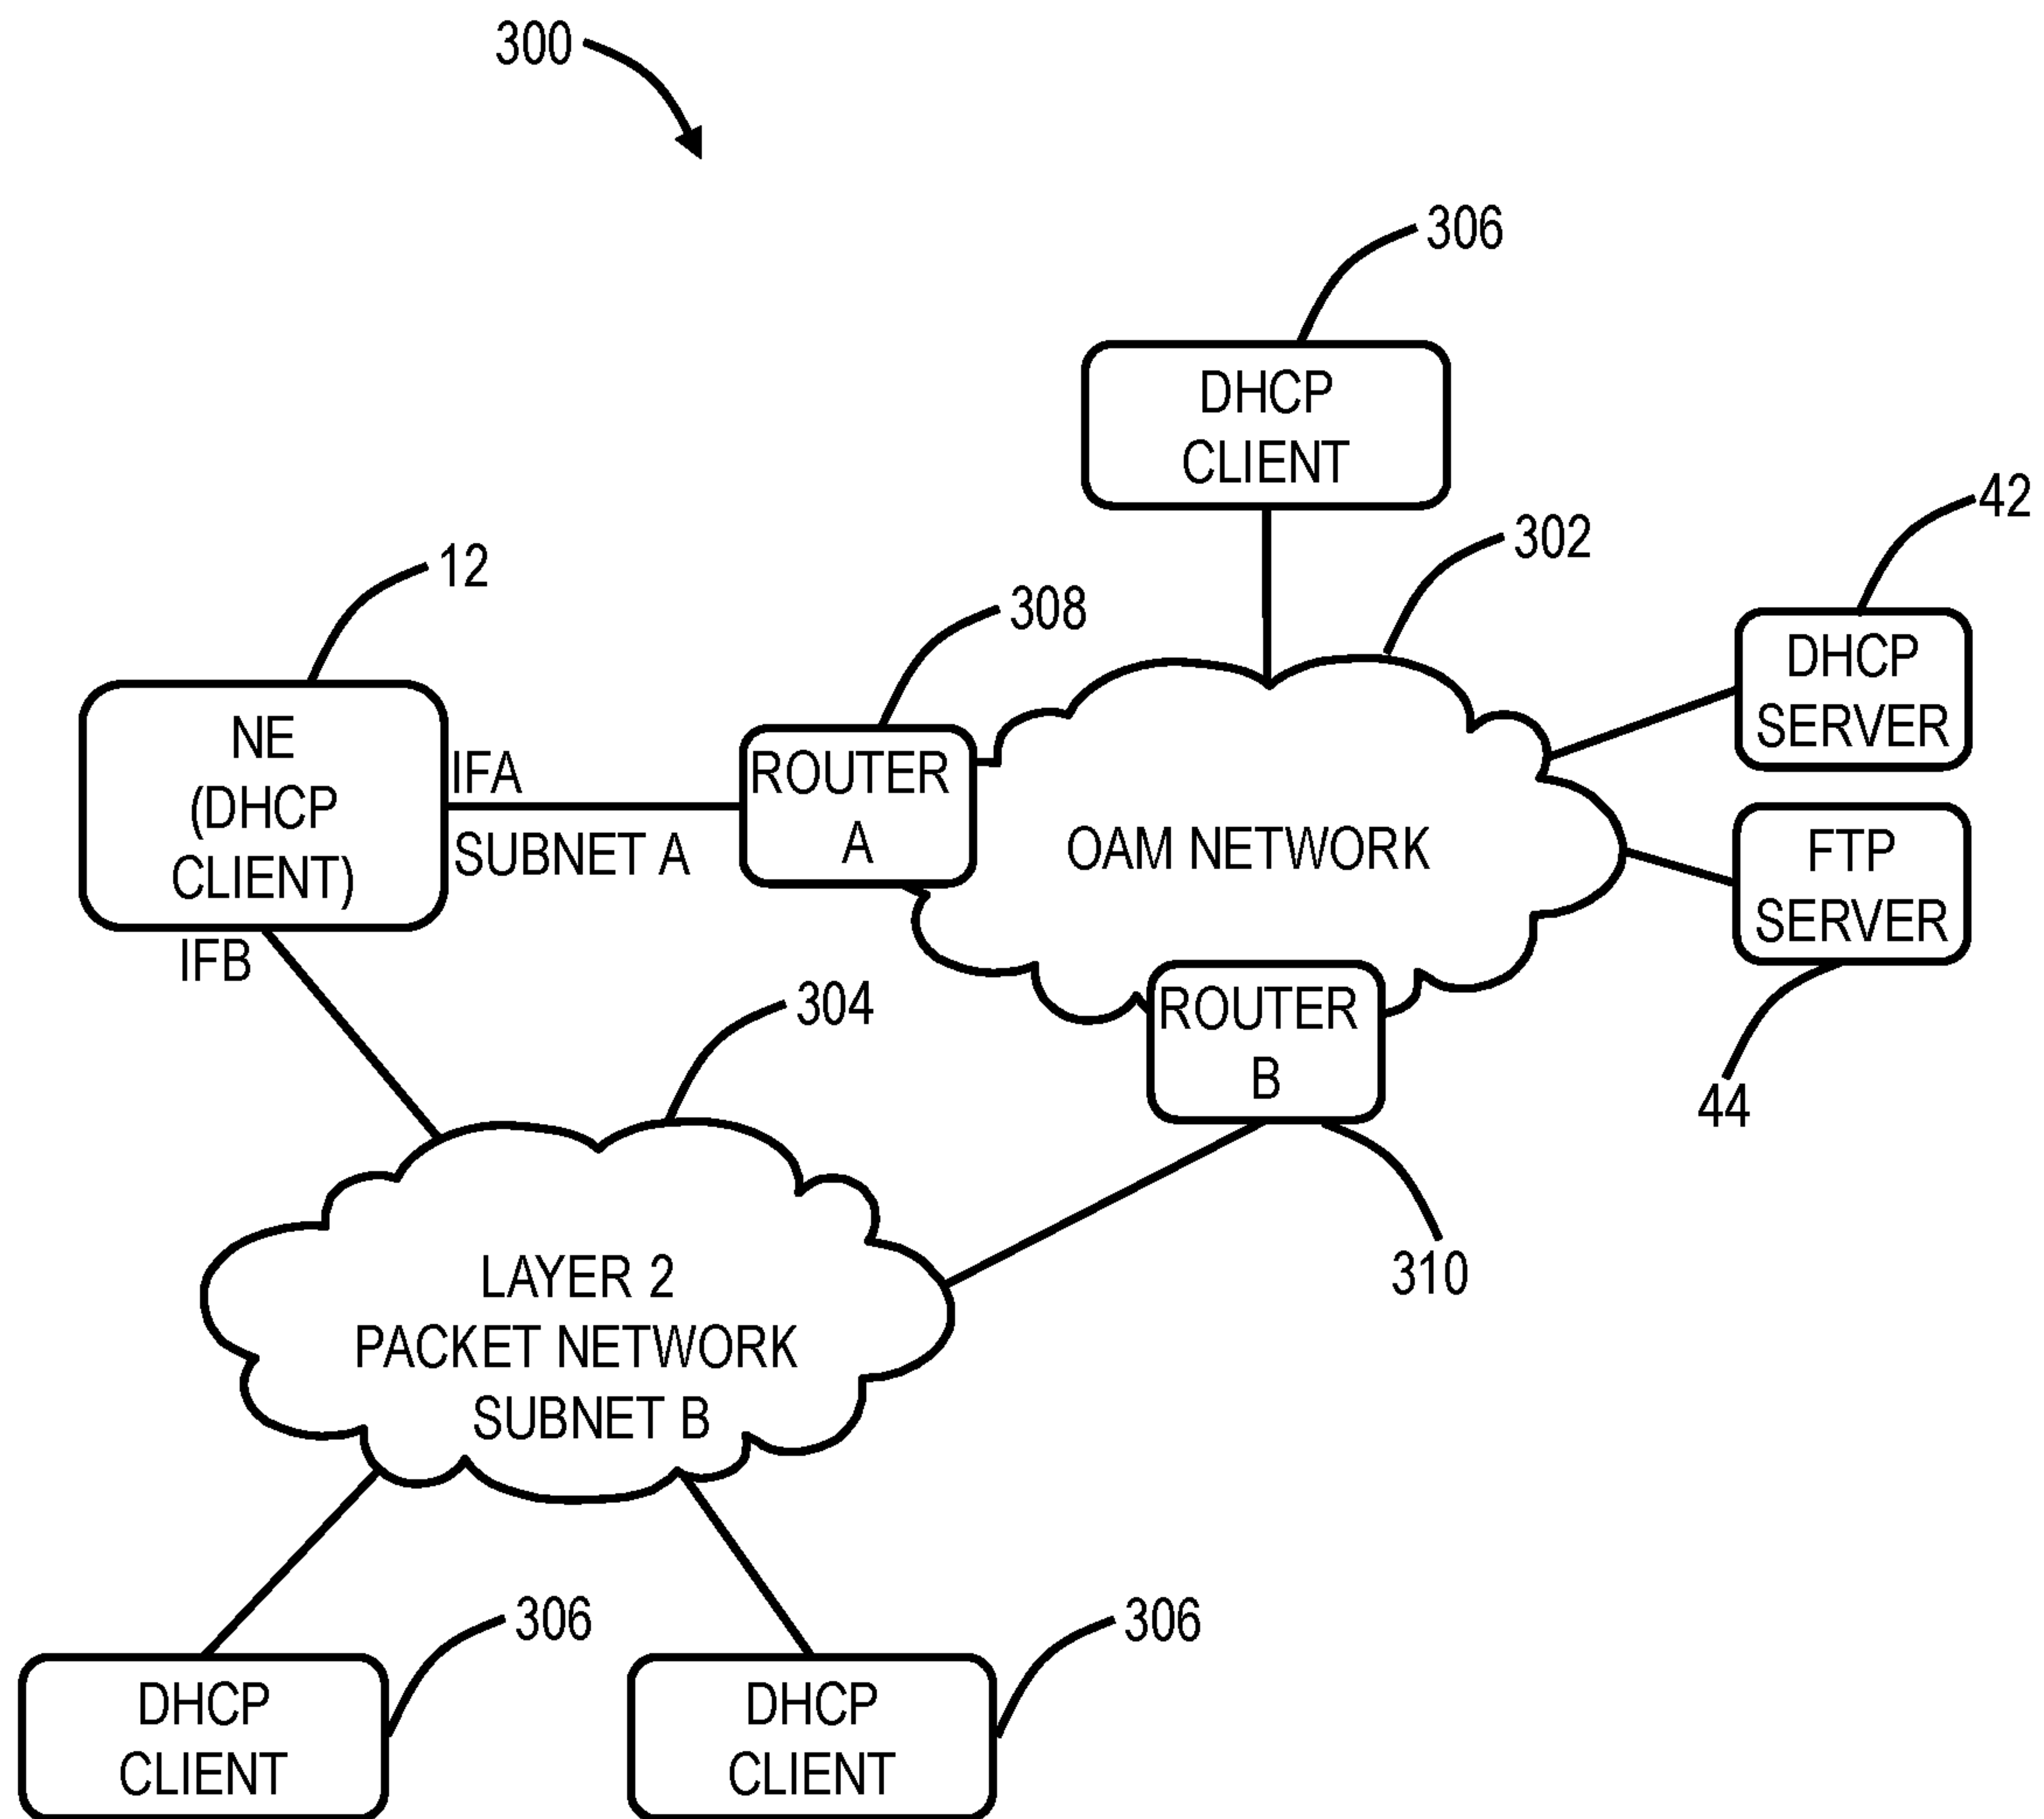 300
306
DHCP
CLIENT
42
302
12
308
DHCP
SERVER
NE
(DHCP
CLIENT)
IFA
SUBNET A
ROUTER
A
OAM NETWORK
FTP
SERVER
IFB
304
ROUTER
B
44
310
LAYER 2
PACKET NETWORK
SUBNET B
306
306
DHCP
CLIENT
DHCP
CLIENT